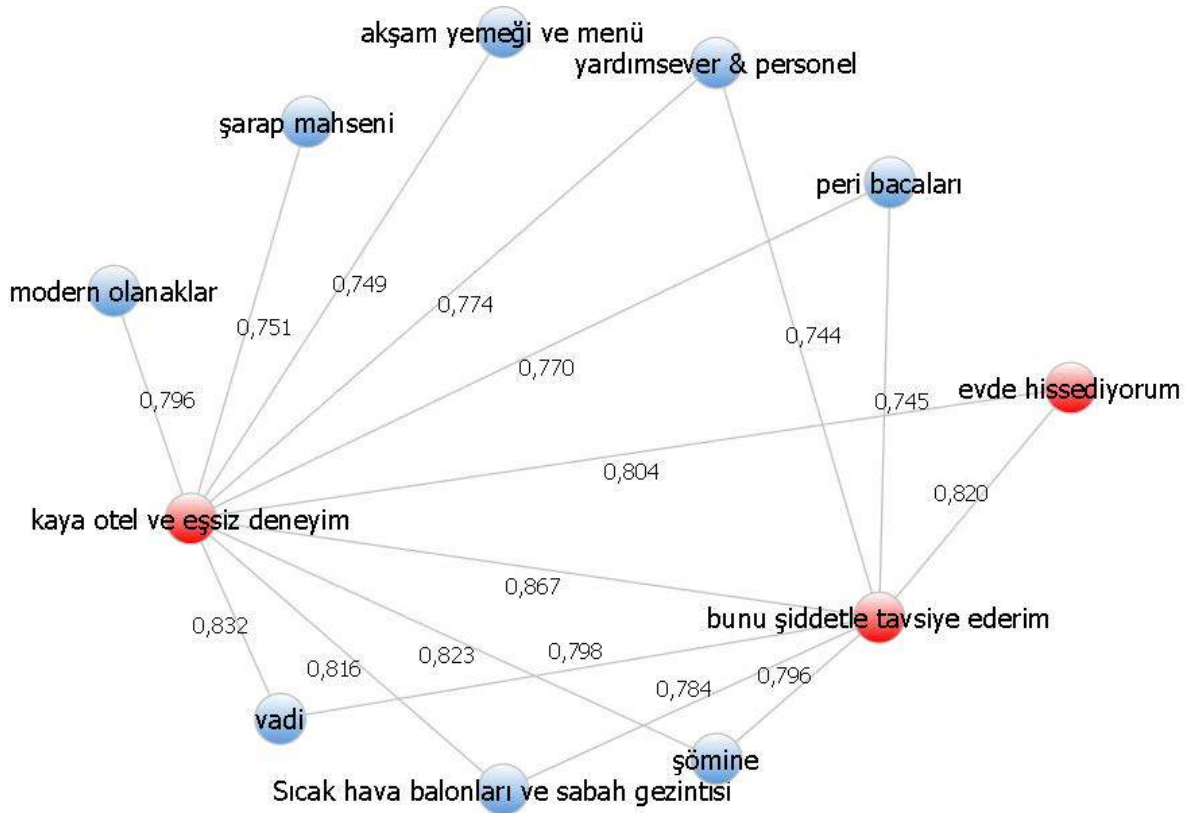 akşam yemeği ve menü
yardımsever & personel
şarap mahseni
peri bacaları
modern olanaklar
0,749
0,774
0,751
0,744
0,770
evde hissediyorum
0,796
0,745
0,804
0,820
kaya otel ve eşsiz deneyim
0,867
bunu şiddetle tavsiye ederim
0,832
0,823
0,798
0,816
0,796
0,784
vadi
şömine
Sıcak hava balonları ve sabah gezintisi